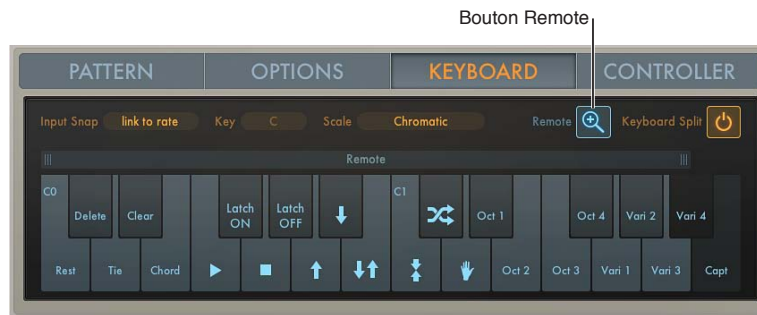 Bouton Remote
PATTERN OPTIONS KEYBOARD CONTROLLER
Input Snap link to rate Key C Scale Chromatic Remote Keyboard Split
Remote
C0 C1
Delete Clear Latch ON Latch OFF Oct 1 Oct 4 Vari 2 Vari 4
Rest Tie Chord Oct 2 Oct 3 Vari 1 Vari 3 Capt